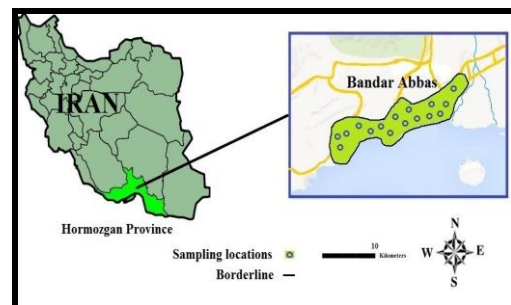 IRAN
Bandar Abbas
Hormozgan Province
Sampling locations
10
Kilometers
Borderline
N
W
E
S